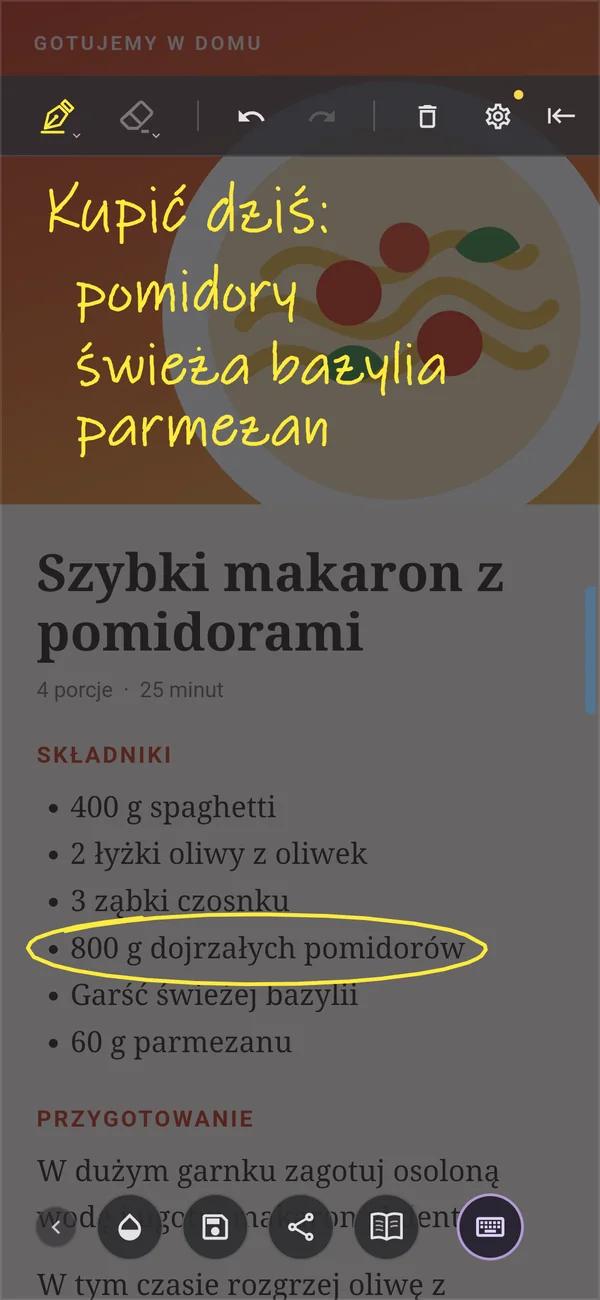 GOTUJEMY W DOMU
Kupić dziś:
pomidory
świeża bazylia
parmezan
Szybki makaron z
pomidorami
4 porcje · 25 minut
SKŁADNIKI
• 400 g spaghetti
• 2 łyżki oliwy z oliwek
• 3 ząbki czosnku
• 800 g dojrzałych pomidorów
• Garść świeżej bazylii
• 60 g parmezanu
PRZYGOTOWANIE
W dużym garnku zagotuj osoloną
W tym czasie rozgrzej oliwę z